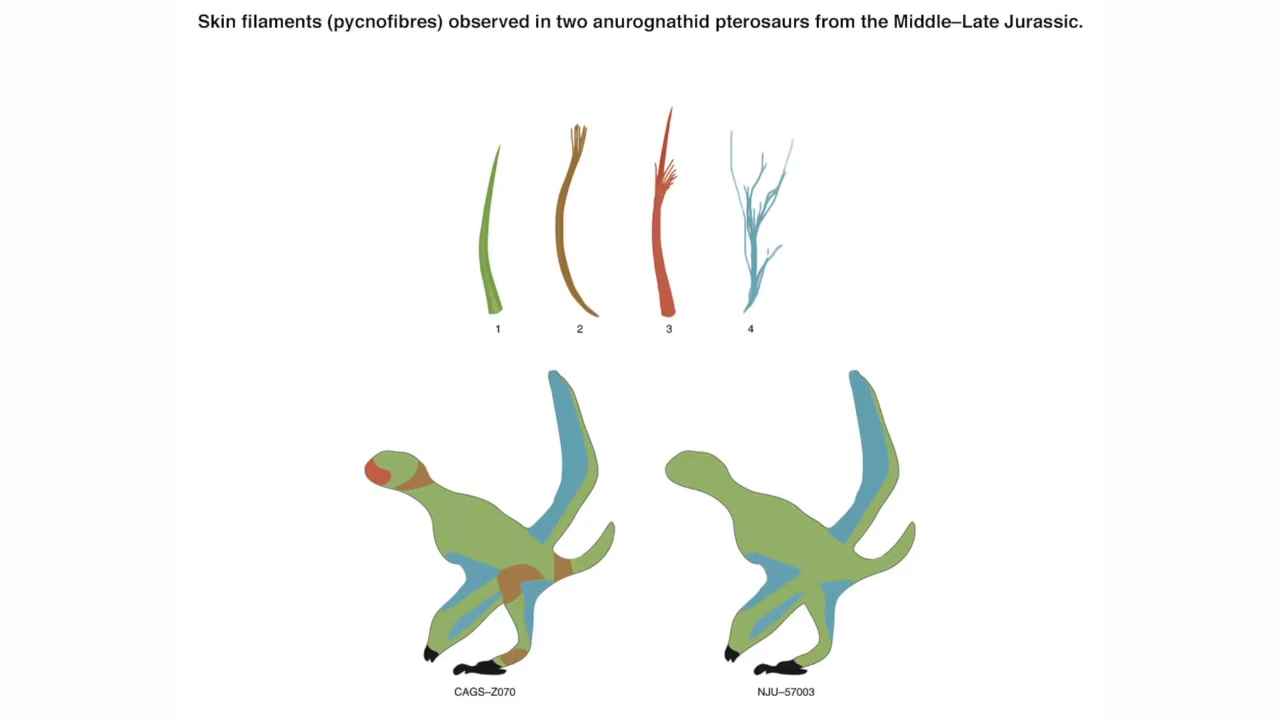 Skin filaments (pycnofibres) observed in two anurognathid pterosaurs from the Middle–Late Jurassic.
1 2 3 4
CAGS–Z070 NJU–57003